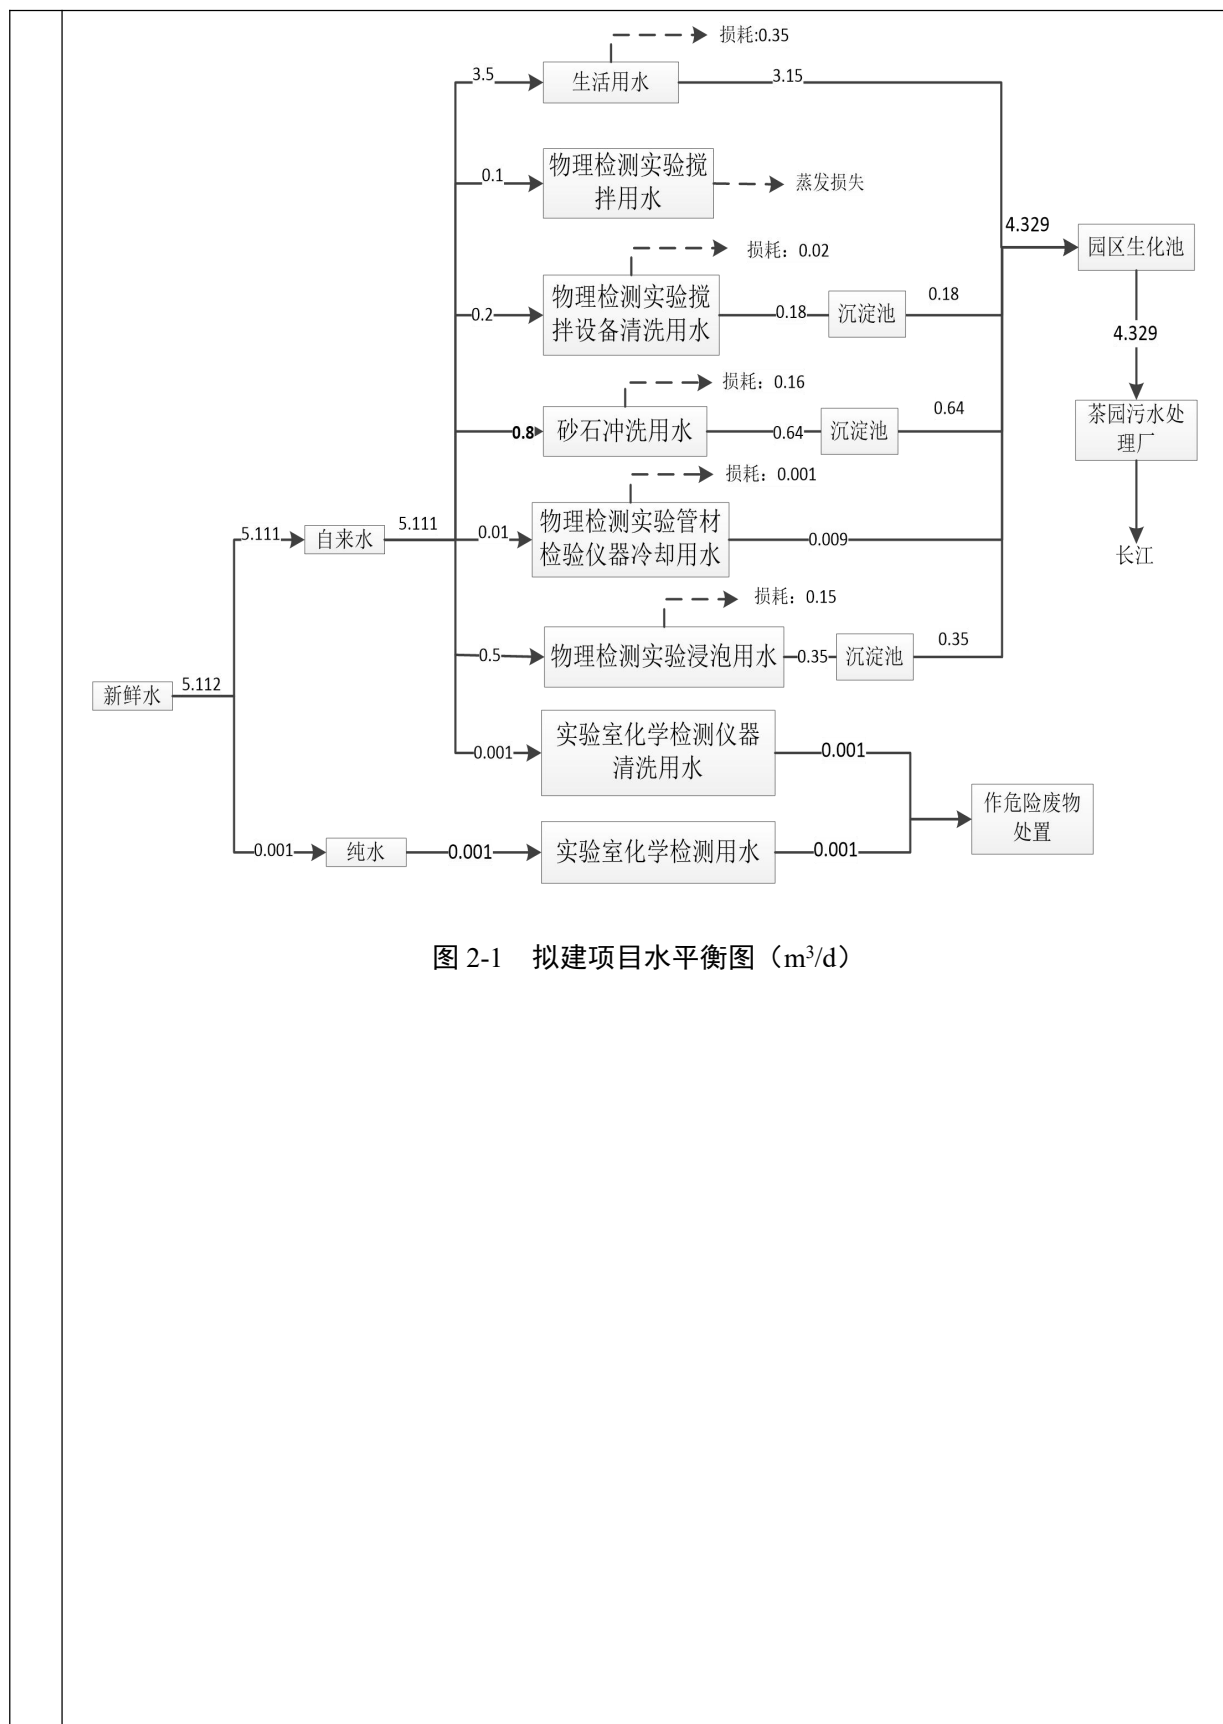 损耗:0.35
3.5
生活用水
3.15
0.1
物理检测实验搅
拌用水
蒸发损失
4.329
园区生化池
损耗：0.02
0.2
物理检测实验搅
拌设备清洗用水
0.18
沉淀池
0.18
4.329
损耗：0.16
0.8
砂石冲洗用水
0.64
沉淀池
0.64
茶园污水处
理厂
损耗：0.001
5.111
自来水
5.111
0.01
物理检测实验管材
检验仪器冷却用水
0.009
长江
损耗：0.15
0.5
物理检测实验浸泡用水
0.35
沉淀池
0.35
新鲜水
5.112
0.001
实验室化学检测仪器
清洗用水
0.001
作危险废物
处置
0.001
纯水
0.001
实验室化学检测用水
0.001
图 2-1 拟建项目水平衡图（m³/d）